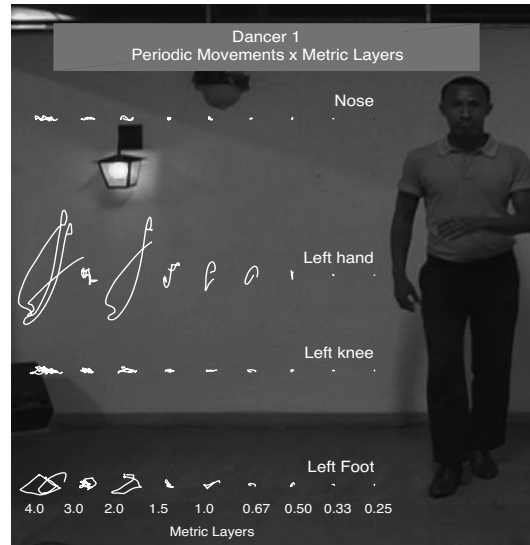 Dancer 1
Periodic Movements x Metric Layers
Nose
Left hand
Left knee
Left Foot
4.0 3.0 2.0 1.5 1.0 0.67 0.50 0.33 0.25
Metric Layers